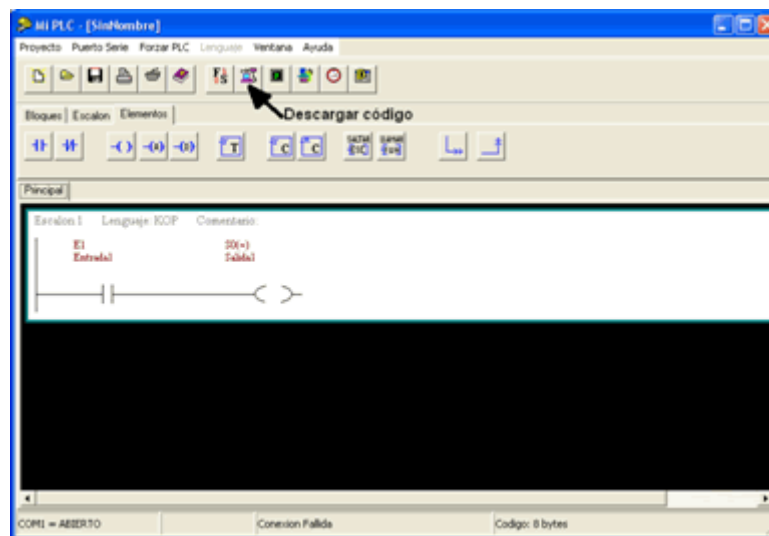 Mi PLC - [SinNombre]
Proyecto Puerto Serie Forzar PLC Lenguaje Ventana Ayuda
Descargar código
Bloques Escalon Elementos
T C C
Principal
Escalon 1 Lenguaje: KOP Comentario:
E1 S0(=)
Entrada1 Salida1
COM1 = ABIERTO Conexion Fallida Codigo: 8 bytes